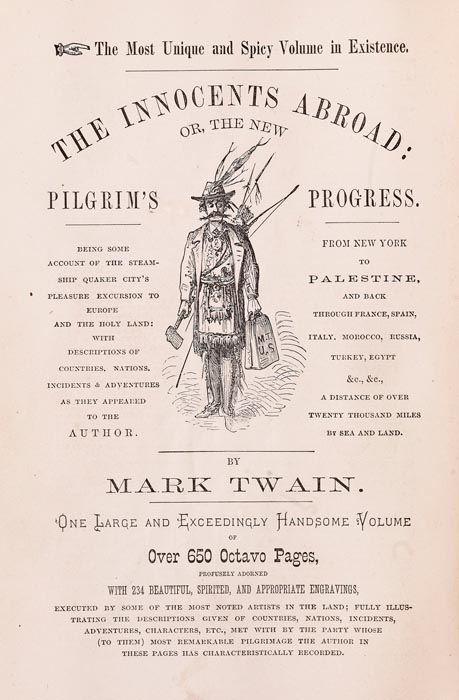 The Most Unique and Spicy Volume in Existence.
THE INNOCENTS ABROAD:
OR, THE NEW
PILGRIM'S PROGRESS.
BEING SOME
ACCOUNT OF THE STEAM-
SHIP QUAKER CITY'S
PLEASURE EXCURSION TO
EUROPE
AND THE HOLY LAND:
WITH
DESCRIPTIONS OF
COUNTRIES, NATIONS,
INCIDENTS & ADVENTURES
AS THEY APPEARED
TO THE
AUTHOR.
M.T.
U.S
FROM NEW YORK
TO
PALESTINE,
AND BACK
THROUGH FRANCE, SPAIN,
ITALY, MOROCCO, RUSSIA,
TURKEY, EGYPT
&c., &c.,
A DISTANCE OF OVER
TWENTY THOUSAND MILES
BY SEA AND LAND.
BY
MARK TWAIN.
ONE LARGE AND EXCEEDINGLY HANDSOME VOLUME
OF
Over 650 Octavo Pages,
PROFUSELY ADORNED
WITH 234 BEAUTIFUL, SPIRITED, AND APPROPRIATE ENGRAVINGS,
EXECUTED BY SOME OF THE MOST NOTED ARTISTS IN THE LAND; FULLY ILLUS-
TRATING THE DESCRIPTIONS GIVEN OF COUNTRIES, NATIONS, INCIDENTS,
ADVENTURES, CHARACTERS, ETC., MET WITH BY THE PARTY WHOSE
(TO THEM) MOST REMARKABLE PILGRIMAGE THE AUTHOR IN
THESE PAGES HAS CHARACTERISTICALLY RECORDED.